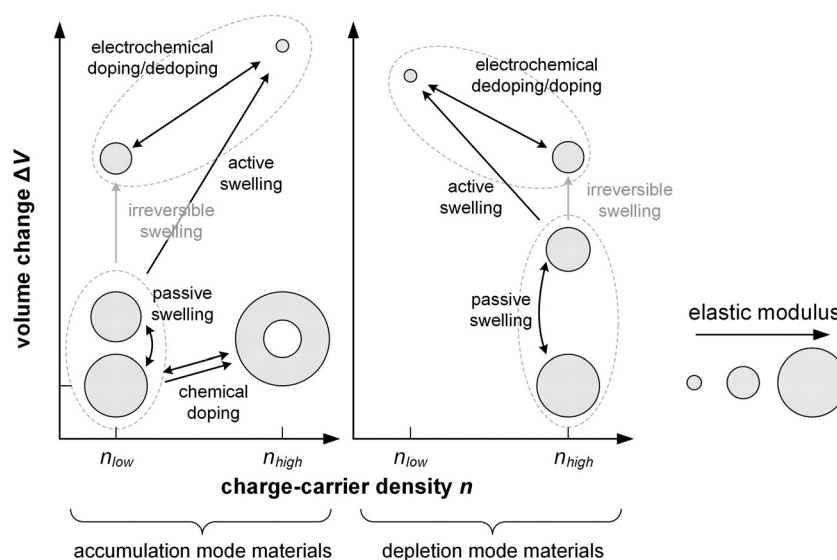 volume change ΔV
electrochemical
doping/dedoping
active
swelling
irreversible
swelling
passive
swelling
chemical
doping
n_low
n_high
electrochemical
dedoping/doping
active
swelling
irreversible
swelling
passive
swelling
n_low
n_high
elastic modulus
charge-carrier density n
accumulation mode materials
depletion mode materials